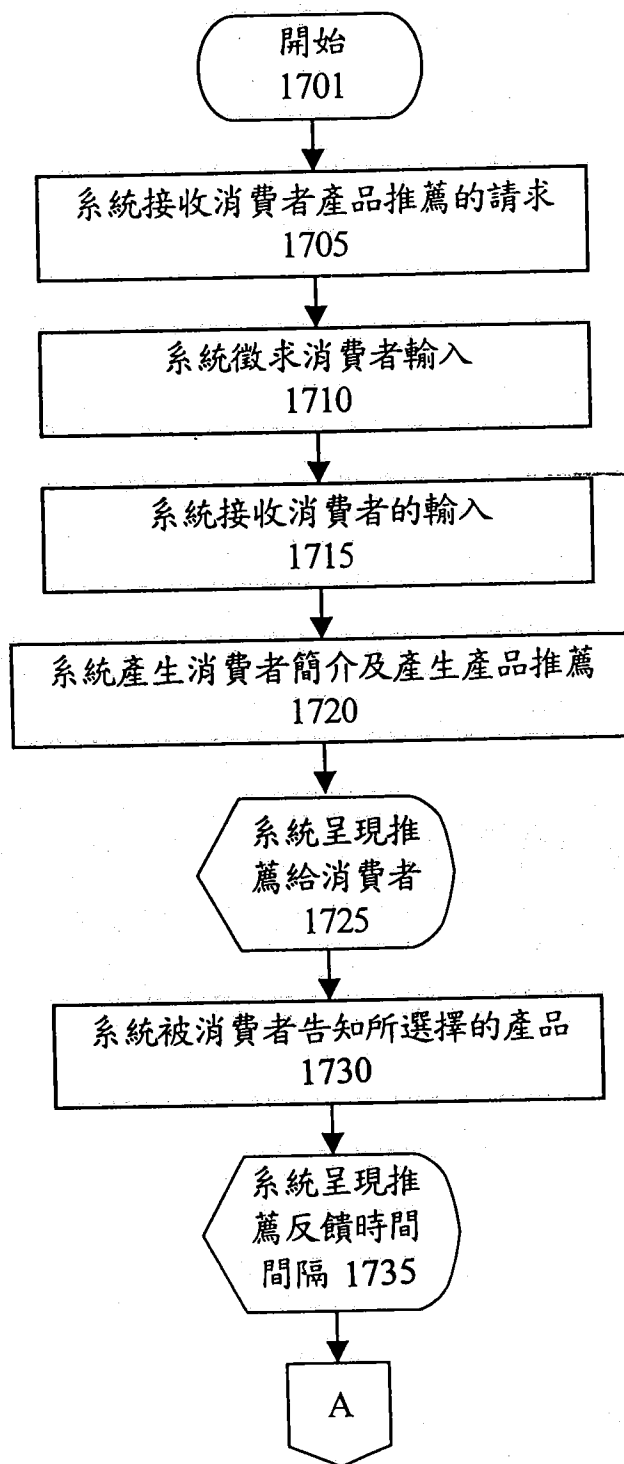 開始
1701
系統接收消費者產品推薦的請求
1705
系統徵求消費者輸入
1710
系統接收消費者的輸入
1715
系統產生消費者簡介及產生產品推薦
1720
系統呈現推
薦給消費者
1725
系統被消費者告知所選擇的產品
1730
系統呈現推
薦反饋時間
間隔 1735
A